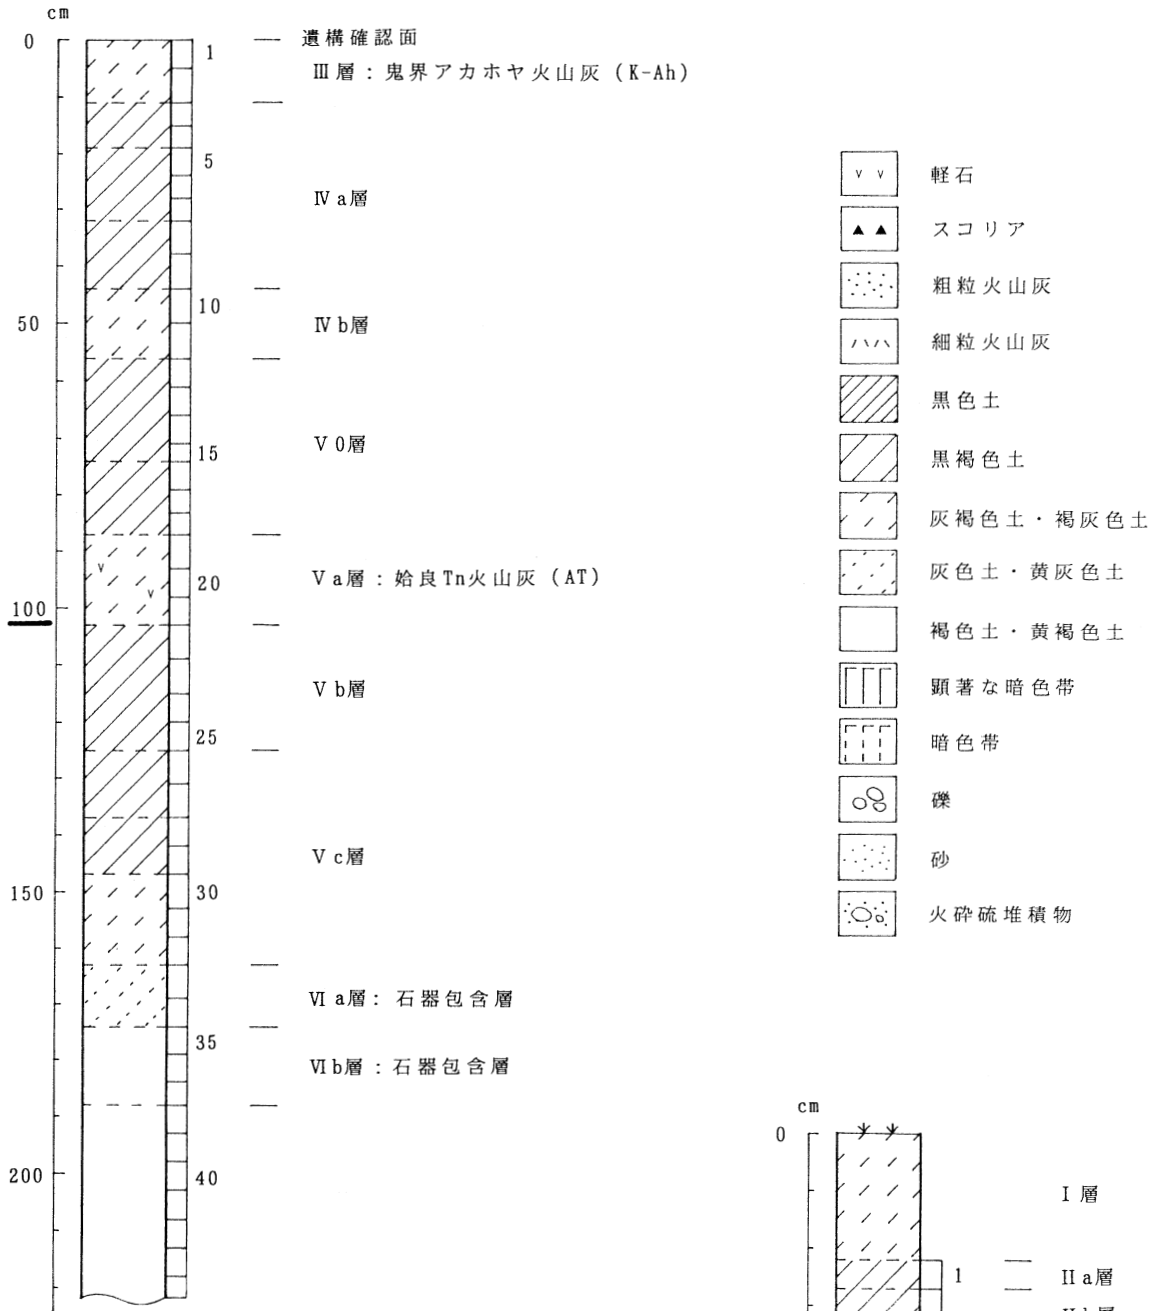 cm
0
50
100
150
200
1
5
10
15
20
25
30
35
40
遺構確認面
Ⅲ層：鬼界アカホヤ火山灰（K-Ah）
Ⅳa層
Ⅳb層
Ⅴ0層
Ⅴa層：姶良Tn火山灰（AT）
Ⅴb層
Ⅴc層
Ⅵa層：石器包含層
Ⅵb層：石器包含層
軽石
スコリア
粗粒火山灰
細粒火山灰
黒色土
黒褐色土
灰褐色土・褐灰色土
灰色土・黄灰色土
褐色土・黄褐色土
顕著な暗色帯
暗色帯
礫
砂
火砕硫堆積物
cm
0
1
Ⅰ層
Ⅱa層